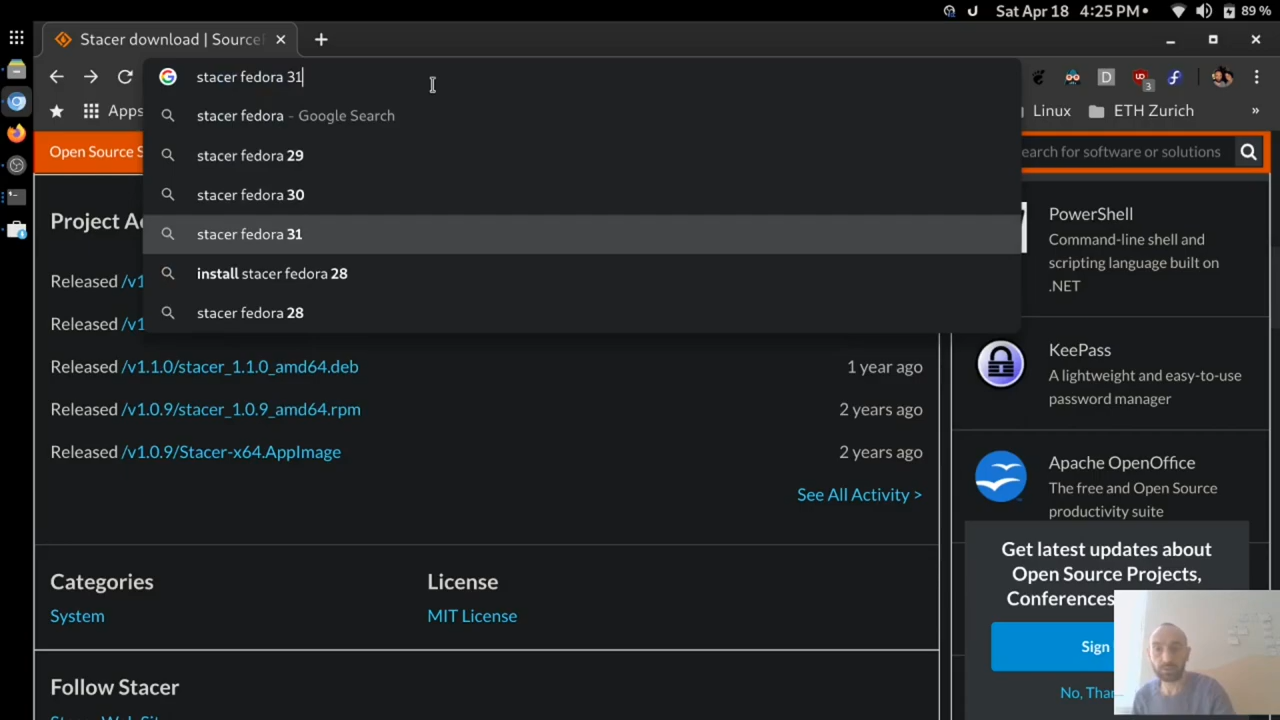 Sat Apr 18 4:25 PM
89 %
Stacer download | Source
stacer fedora 31
Apps
Linux
ETH Zurich
»
stacer fedora - Google Search
stacer fedora 29
stacer fedora 30
stacer fedora 31
install stacer fedora 28
stacer fedora 28
Open Source S
earch for software or solutions
Project Ac
Released /v1
Released /v1
Released /v1.1.0/stacer_1.1.0_amd64.deb
1 year ago
Released /v1.0.9/stacer_1.0.9_amd64.rpm
2 years ago
Released /v1.0.9/Stacer-x64.AppImage
2 years ago
See All Activity >
Categories
System
License
MIT License
Follow Stacer
PowerShell
Command-line shell and
scripting language built on
.NET
KeePass
A lightweight and easy-to-use
password manager
Apache OpenOffice
The free and Open Source
productivity suite
Get latest updates about
Open Source Projects,
Conferences
Sign
No, Than